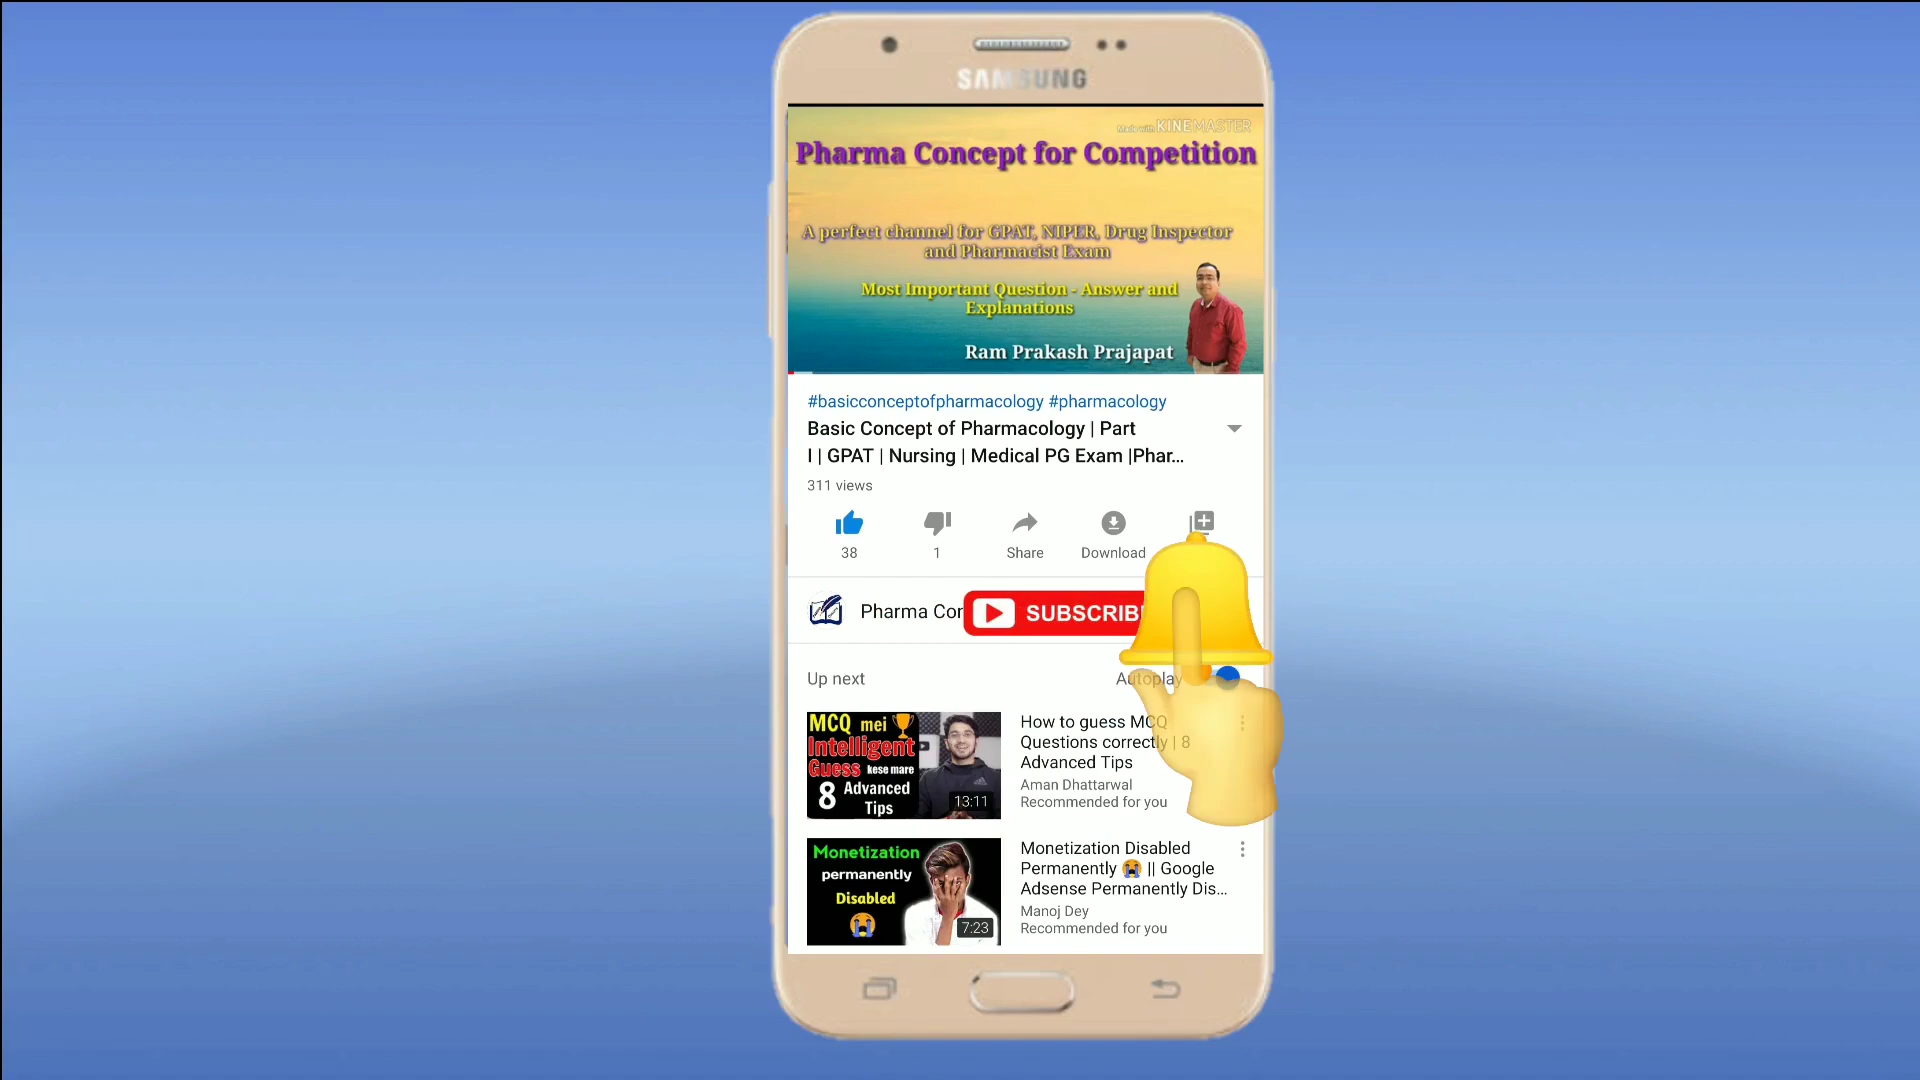 SAMSUNG
Made with KINEMASTER
Pharma Concept for Competition
A perfect channel for GPAT, NIPER, Drug Inspector
and Pharmacist Exam
Most Important Question - Answer and
Explanations
Ram Prakash Prajapat
#basicconceptofpharmacology #pharmacology
Basic Concept of Pharmacology | Part
I | GPAT | Nursing | Medical PG Exam |Phar...
311 views
38
1
Share
Download
Pharma Con
SUBSCRIBE
Up next
Autoplay
MCQ mei
Intelligent
Guess kese mare
8 Advanced
Tips
13:11
How to guess MCQ
Questions correctly | 8
Advanced Tips
Aman Dhattarwal
Recommended for you
Monetization
permanently
Disabled
7:23
Monetization Disabled
Permanently 😭 || Google
Adsense Permanently Dis...
Manoj Dey
Recommended for you